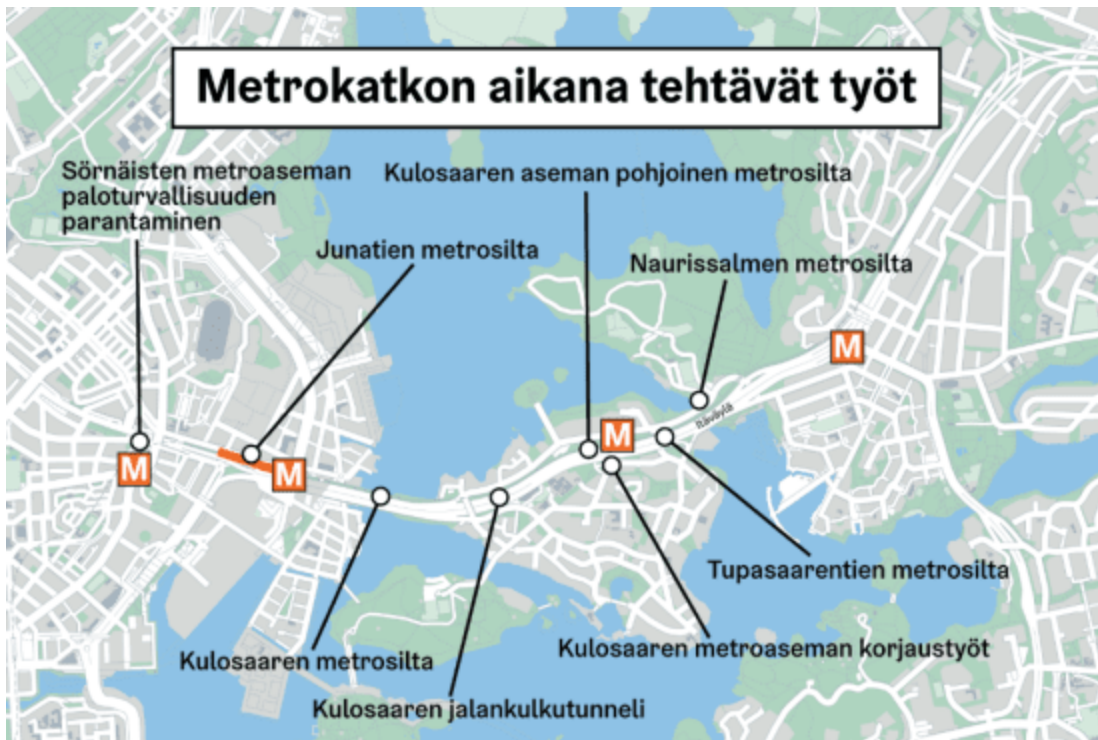 Metrokatkon aikana tehtävät työt
Sörnäisten metroaseman
paloturvallisuuden
parantaminen
Kulosaaren aseman pohjoinen metrosilta
Junatien metrosilta
Naurissalmen metrosilta
M
Itäväylä
M
M
M
Tupasaarentien metrosilta
Kulosaaren metroaseman korjaustyöt
Kulosaaren metrosilta
Kulosaaren jalankulkutunneli